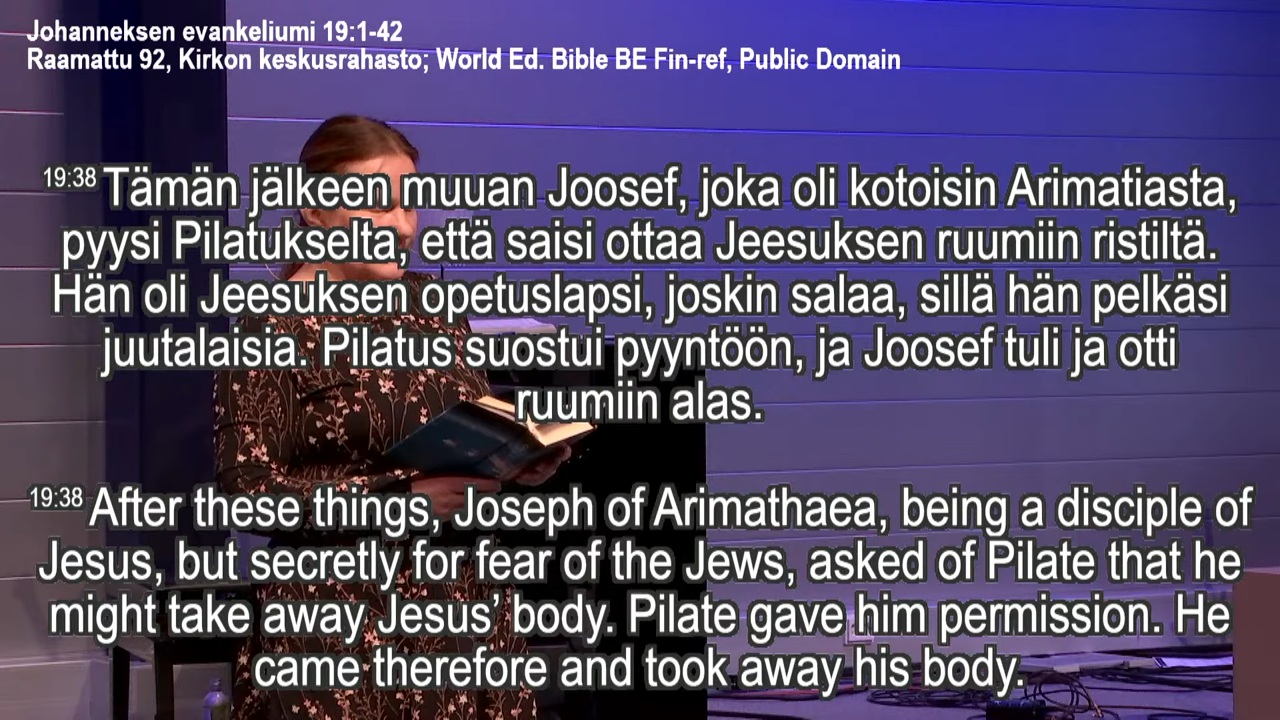 Johanneksen evankeliumi 19:1-42
Raamattu 92, Kirkon keskusrahasto; World Ed. Bible BE Fin-ref, Public Domain
19:38 Tämän jälkeen muuan Joosef, joka oli kotoisin Arimatiasta,
pyysi Pilatukselta, että saisi ottaa Jeesuksen ruumiin ristiltä.
Hän oli Jeesuksen opetuslapsi, joskin salaa, sillä hän pelkäsi
juutalaisia. Pilatus suostui pyyntöön, ja Joosef tuli ja otti
ruumiin alas.
19:38 After these things, Joseph of Arimathaea, being a disciple of
Jesus, but secretly for fear of the Jews, asked of Pilate that he
might take away Jesus’ body. Pilate gave him permission. He
came therefore and took away his body.